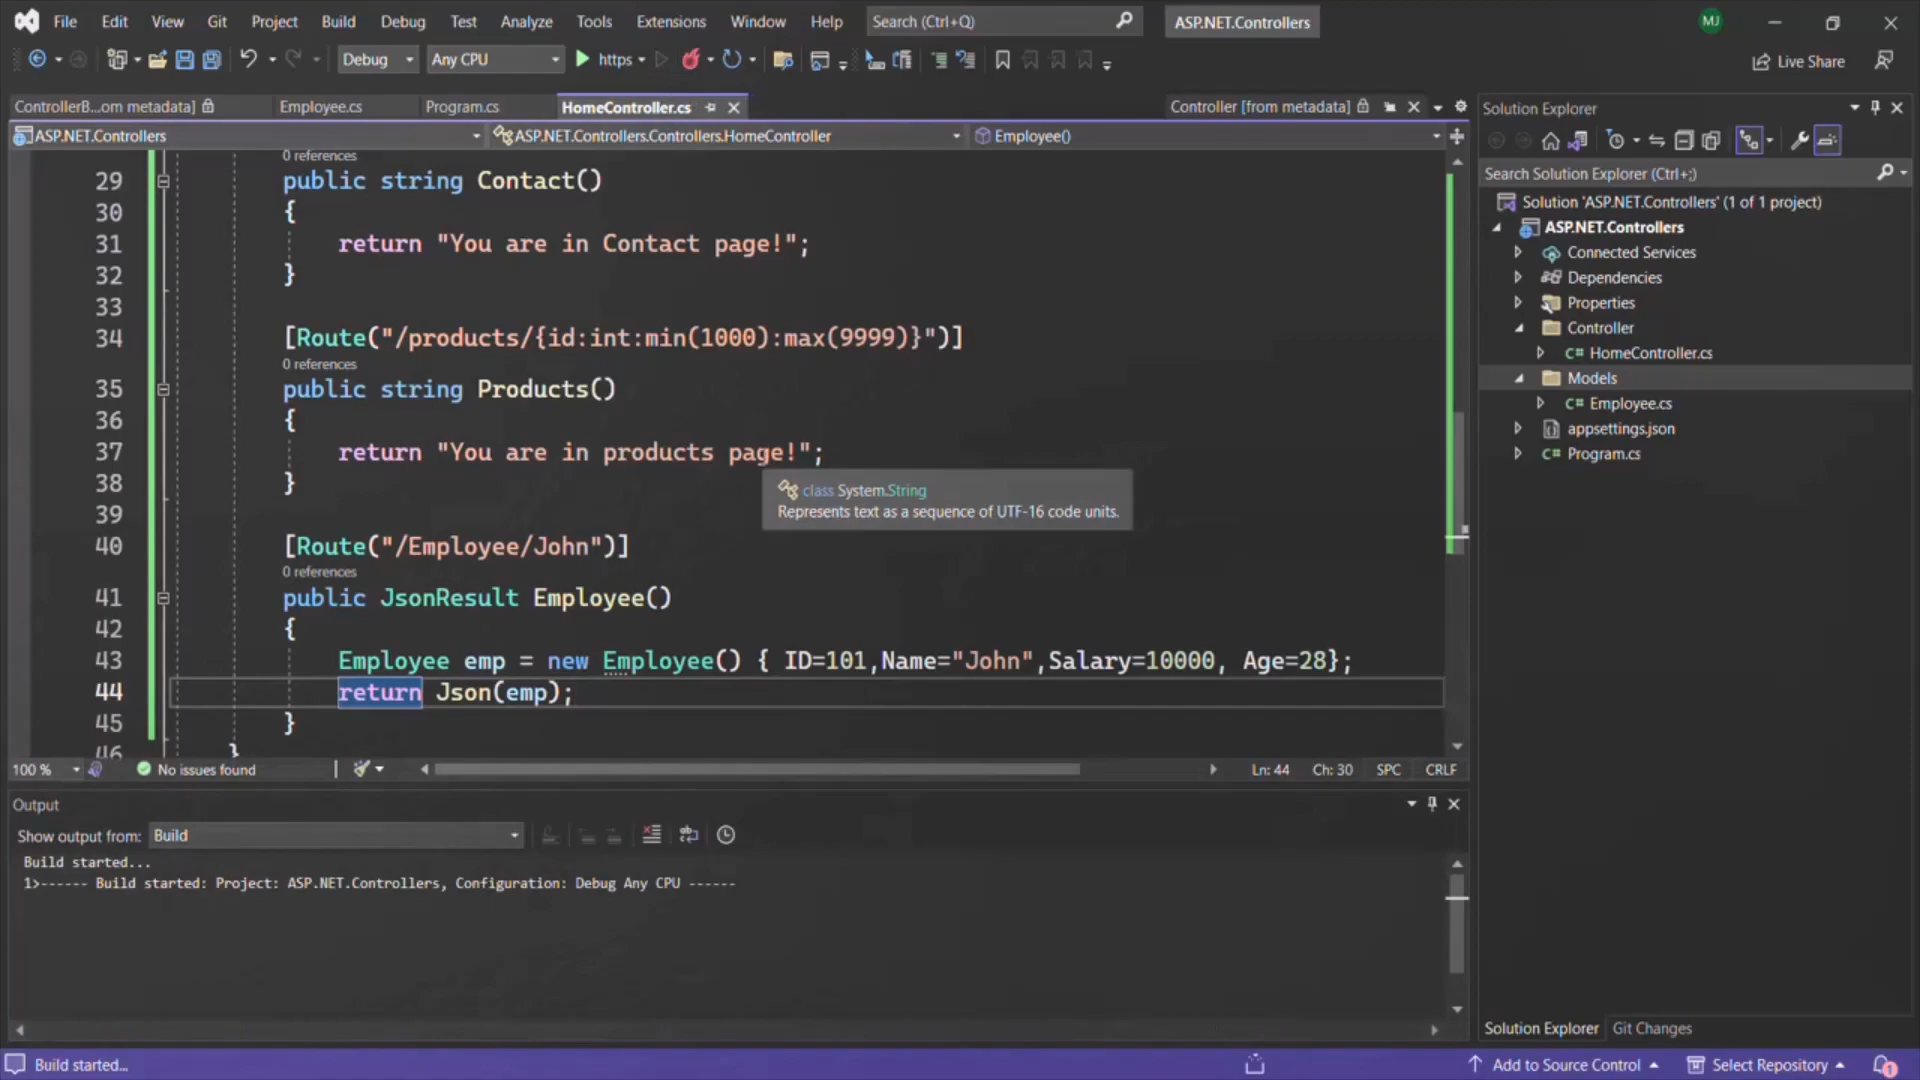 File Edit View Git Project Build Debug Test Analyze Tools Extensions Window Help Search (Ctrl+Q) ASP.NET.Controllers MJ
Debug Any CPU https Live Share
ControllerB...om metadata] Employee.cs Program.cs HomeController.cs Controller [from metadata]
ASP.NET.Controllers ASP.NET.Controllers.Controllers.HomeController Employee()
0 references
29 public string Contact()
30 {
31 return "You are in Contact page!";
32 }
33
34 [Route("/products/{id:int:min(1000):max(9999)}")]
0 references
35 public string Products()
36 {
37 return "You are in products page!";
38 }
class System.String
Represents text as a sequence of UTF-16 code units.
39
40 [Route("/Employee/John")]
0 references
41 public JsonResult Employee()
42 {
43 Employee emp = new Employee() { ID=101,Name="John",Salary=10000, Age=28};
44 return Json(emp);
45 }
46 }
100 % No issues found Ln: 44 Ch: 30 SPC CRLF
Output
Show output from: Build
Build started...
1>------ Build started: Project: ASP.NET.Controllers, Configuration: Debug Any CPU ------
Solution Explorer
Search Solution Explorer (Ctrl+;)
Solution 'ASP.NET.Controllers' (1 of 1 project)
ASP.NET.Controllers
Connected Services
Dependencies
Properties
Controller
C# HomeController.cs
Models
C# Employee.cs
appsettings.json
C# Program.cs
Solution Explorer Git Changes
Build started... Add to Source Control Select Repository 1